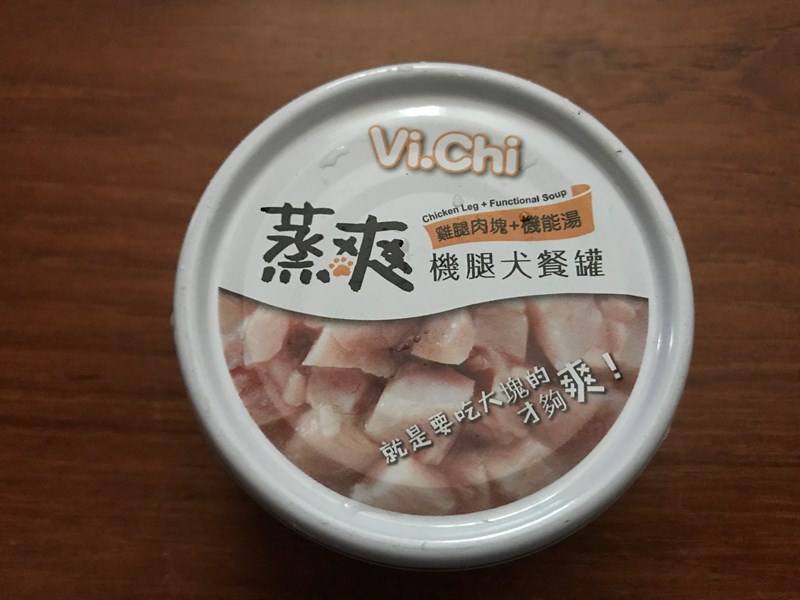 Vi.Chi
Chicken Leg + Functional Soup
雞腿肉塊+機能湯
蒸爽
機腿犬餐罐
就是要吃大塊的
才夠爽！